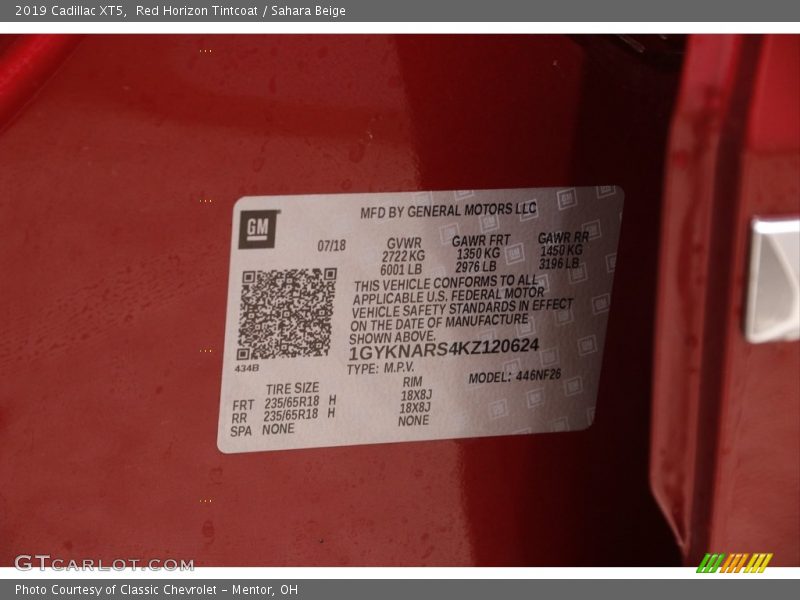 2019 Cadillac XT5,  Red Horizon Tintcoat / Sahara Beige
MFD BY GENERAL MOTORS LLC
GM
07/18
GVWR GAWR FRT GAWR RR
2722 KG 1350 KG 1450 KG
6001 LB 2976 LB 3196 LB
THIS VEHICLE CONFORMS TO ALL
APPLICABLE U.S. FEDERAL MOTOR
VEHICLE SAFETY STANDARDS IN EFFECT
ON THE DATE OF MANUFACTURE
SHOWN ABOVE.
1GYKNARS4KZ120624
434B
TYPE: M.P.V. MODEL: 446NF26
TIRE SIZE RIM
FRT 235/65R18 H 18X8J
RR 235/65R18 H 18X8J
SPA NONE NONE
GTCARLOT.COM
Photo Courtesy of Classic Chevrolet - Mentor, OH